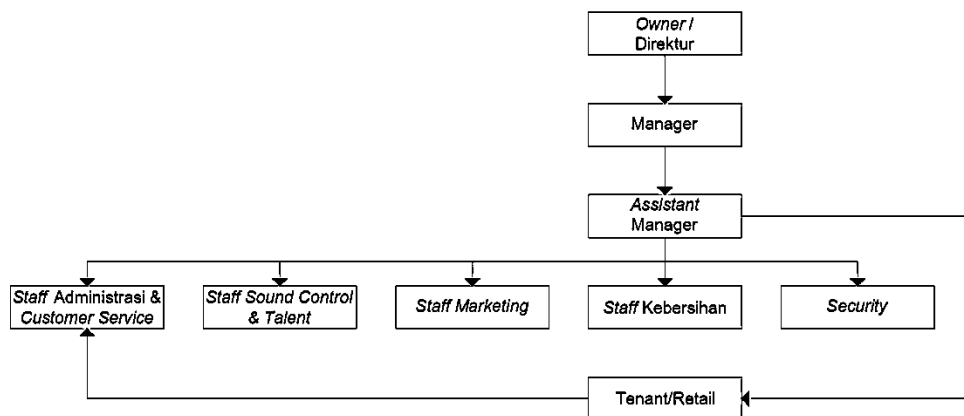 Owner /
Direktur
Manager
Assistant
Manager
Staff Administrasi &
Customer Service
Staff Sound Control
& Talent
Staff Marketing
Staff Kebersihan
Security
Tenant/Retail